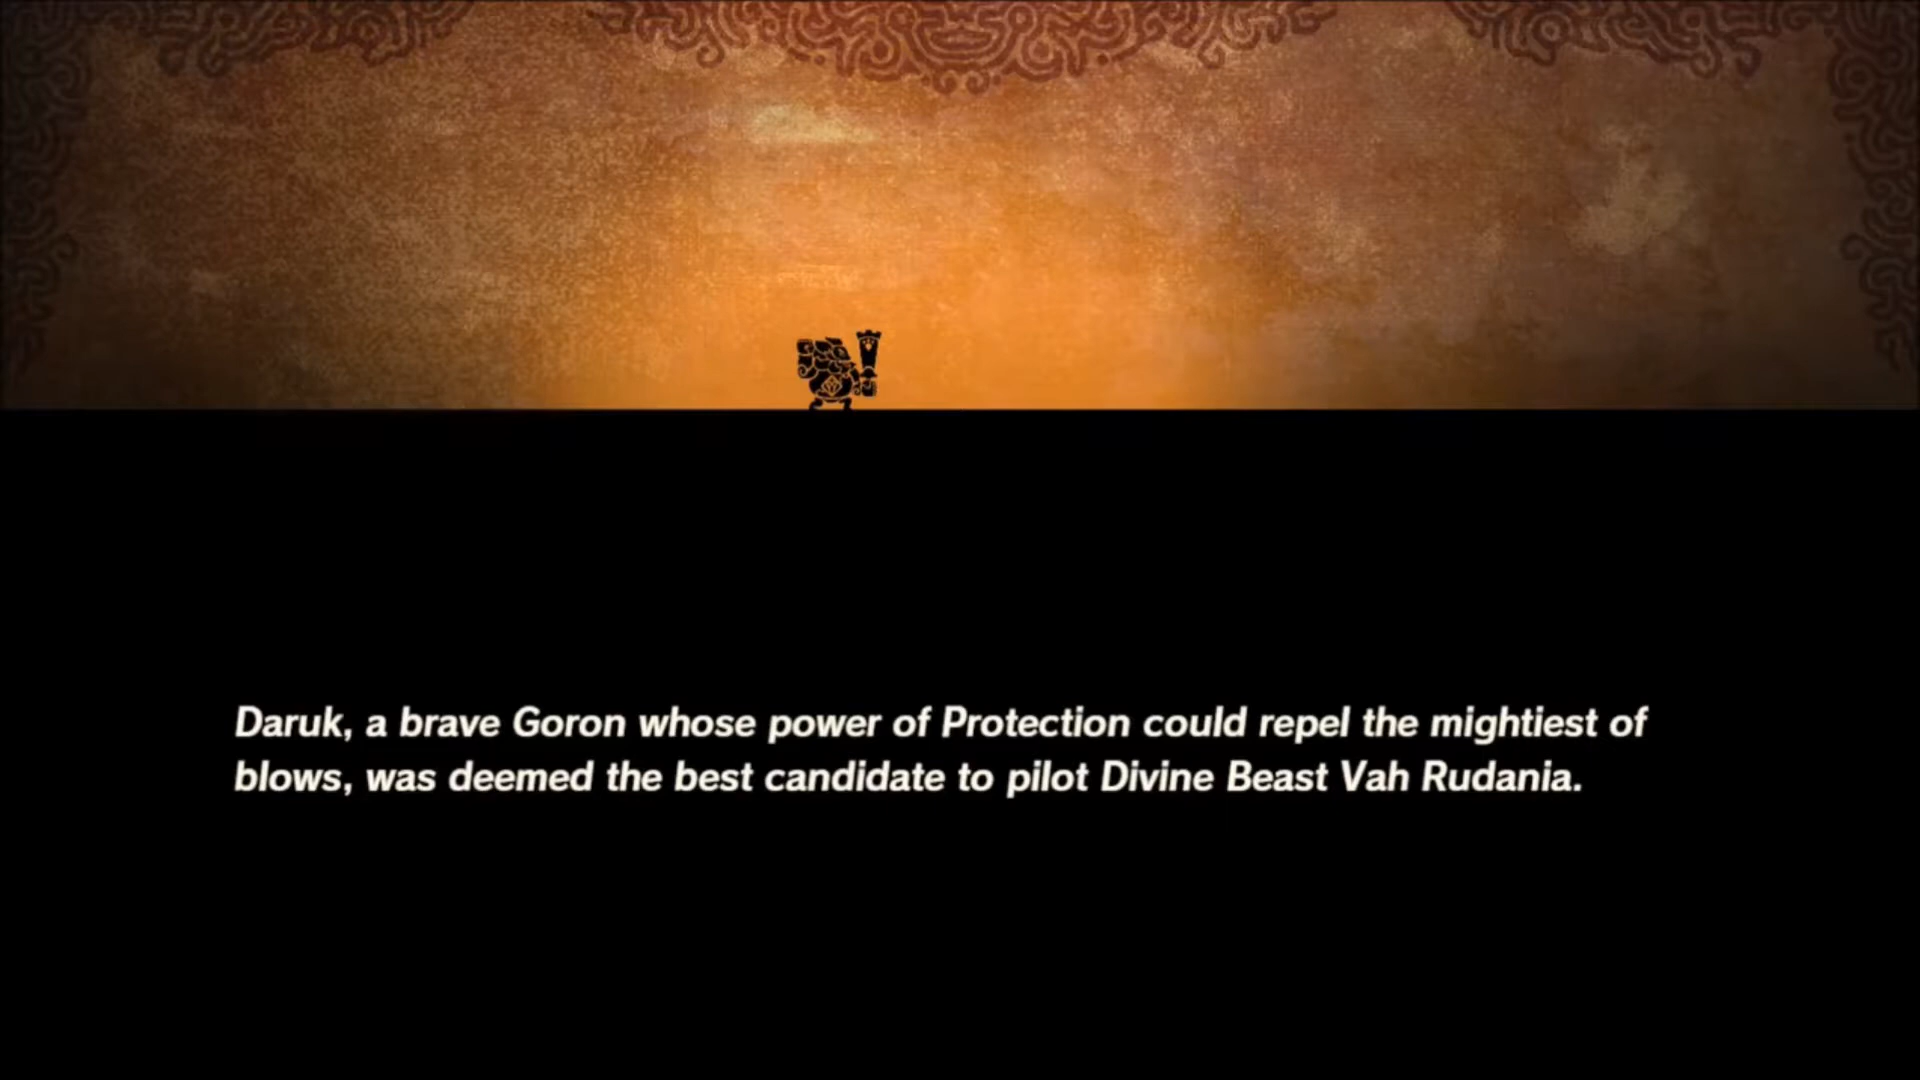 Daruk, a brave Goron whose power of Protection could repel the mightiest of
blows, was deemed the best candidate to pilot Divine Beast Vah Rudania.